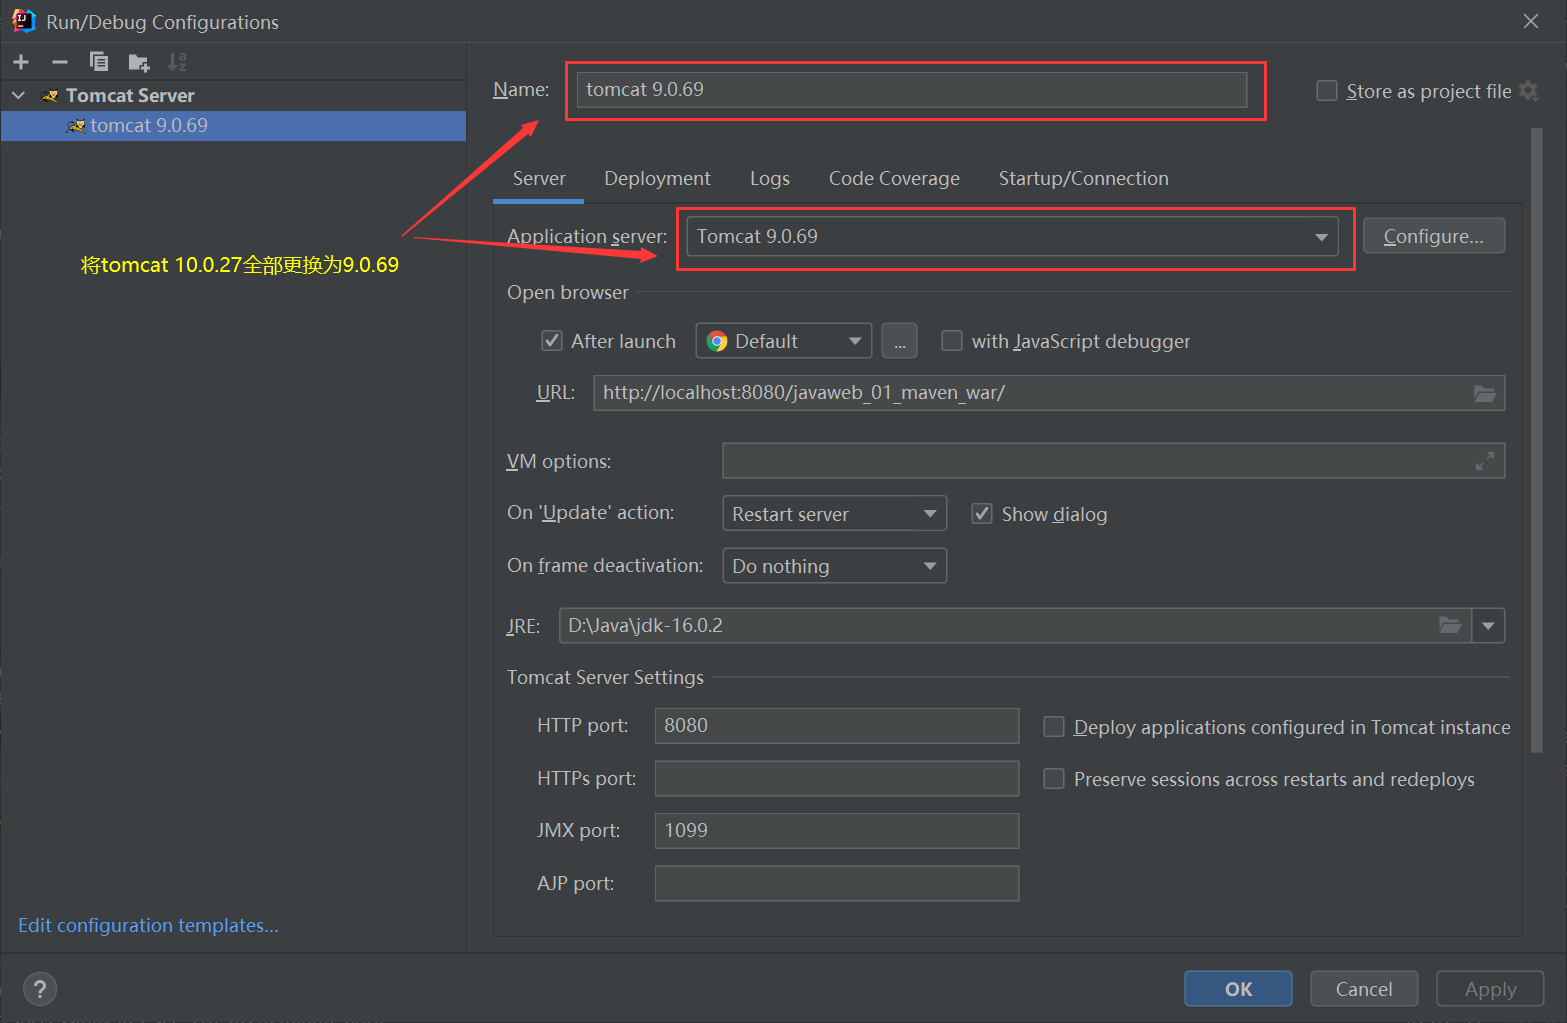 Run/Debug Configurations
Tomcat Server
tomcat 9.0.69
将tomcat 10.0.27全部更换为9.0.69
Edit configuration templates...
Name: tomcat 9.0.69
Store as project file
Server Deployment Logs Code Coverage Startup/Connection
Application server: Tomcat 9.0.69 Configure...
Open browser
After launch Default ... with JavaScript debugger
URL: http://localhost:8080/javaweb_01_maven_war/
VM options:
On 'Update' action: Restart server Show dialog
On frame deactivation: Do nothing
JRE: D:\Java\jdk-16.0.2
Tomcat Server Settings
HTTP port: 8080 Deploy applications configured in Tomcat instance
HTTPs port: Preserve sessions across restarts and redeploys
JMX port: 1099
AJP port:
? OK Cancel Apply